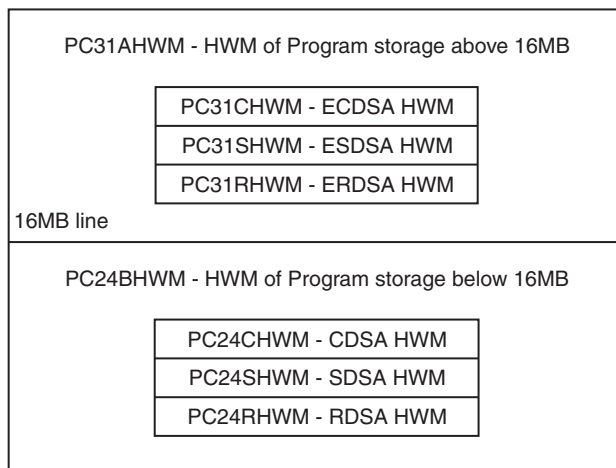 PC31AHWM - HWM of Program storage above 16MB
PC31CHWM - ECDSA HWM
PC31SHWM - ESDSA HWM
PC31RHWM - ERDSA HWM
16MB line
PC24BHWM - HWM of Program storage below 16MB
PC24CHWM - CDSA HWM
PC24SHWM - SDSA HWM
PC24RHWM - RDSA HWM